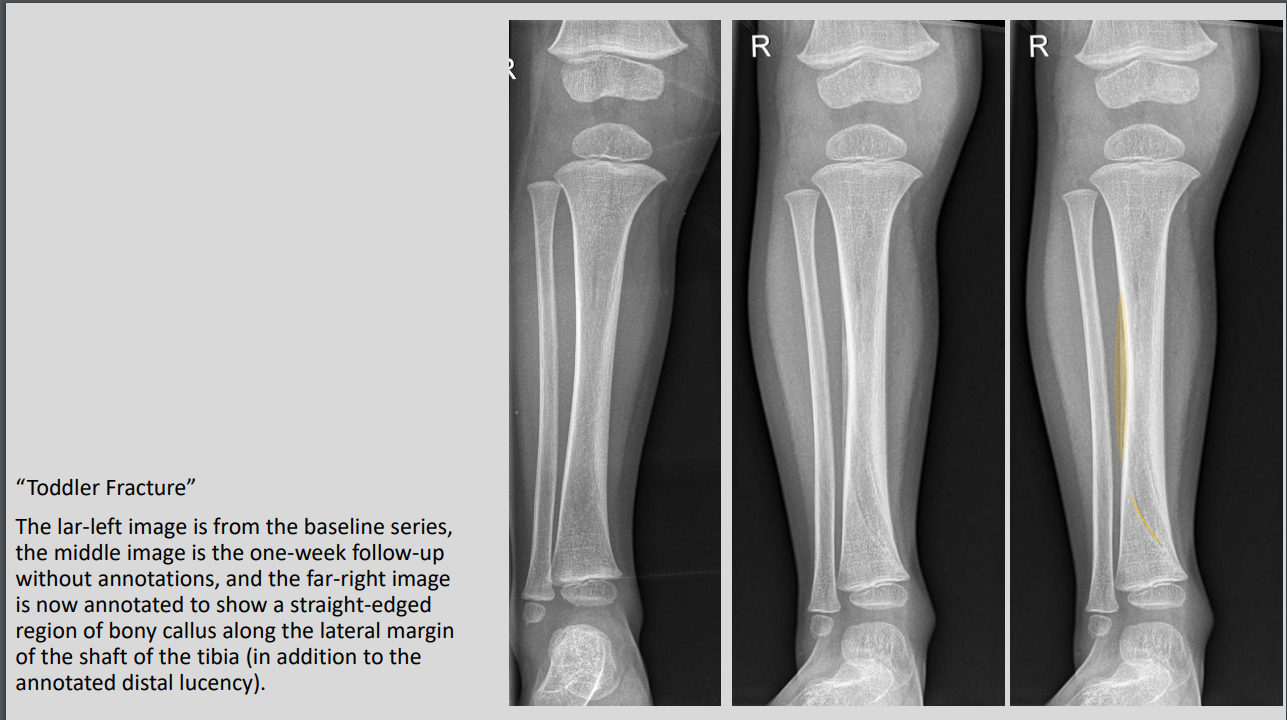 R
R
R
“Toddler Fracture”
The lar-left image is from the baseline series,
the middle image is the one-week follow-up
without annotations, and the far-right image
is now annotated to show a straight-edged
region of bony callus along the lateral margin
of the shaft of the tibia (in addition to the
annotated distal lucency).